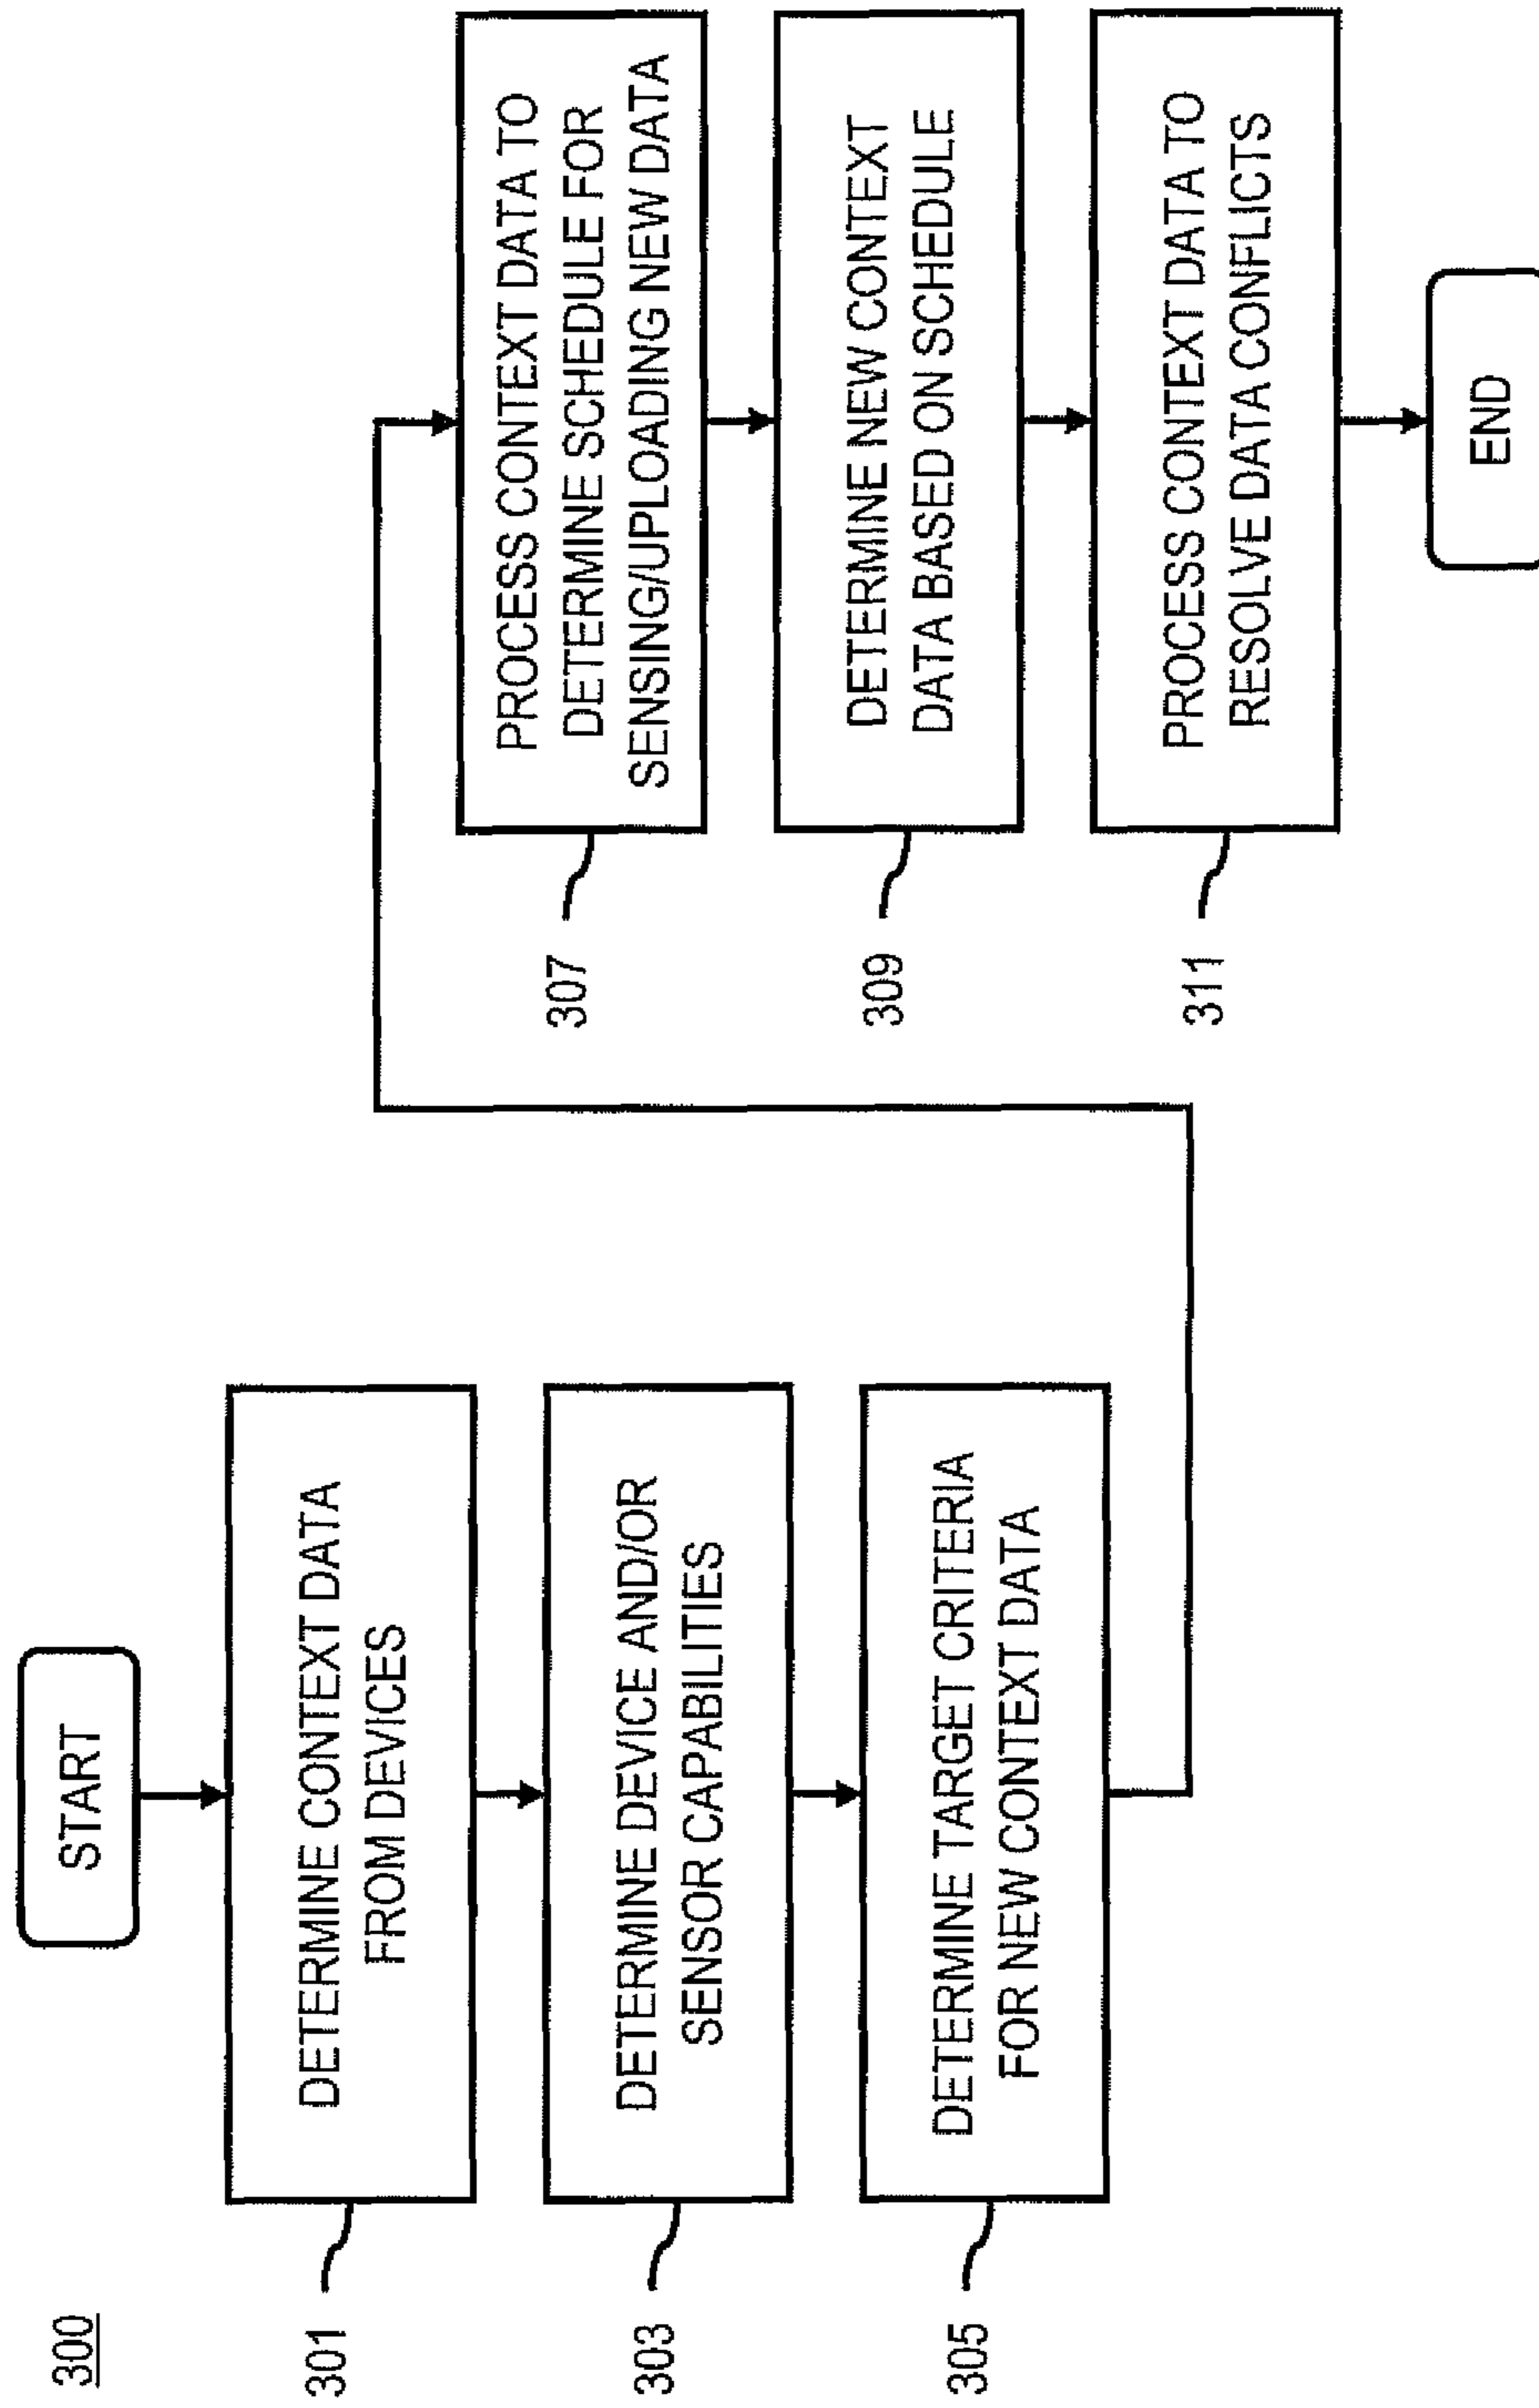 300
START
301
DETERMINE CONTEXT DATA
FROM DEVICES
303
DETERMINE DEVICE AND/OR
SENSOR CAPABILITIES
305
DETERMINE TARGET CRITERIA
FOR NEW CONTEXT DATA
307
PROCESS CONTEXT DATA TO
DETERMINE SCHEDULE FOR
SENSING/UPLOADING NEW DATA
309
DETERMINE NEW CONTEXT
DATA BASED ON SCHEDULE
311
PROCESS CONTEXT DATA TO
RESOLVE DATA CONFLICTS
END